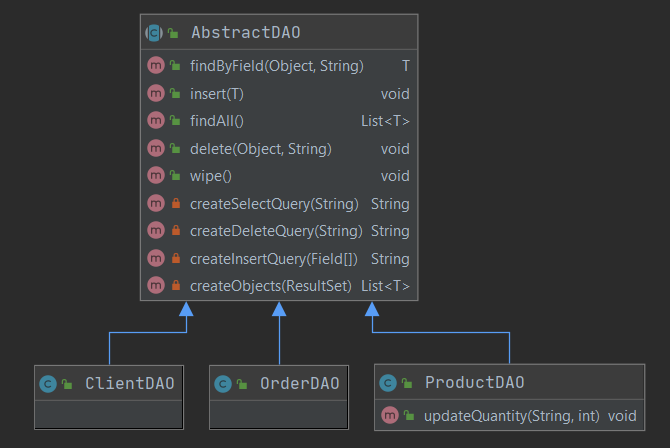 AbstractDAO
findByField(Object, String) T
insert(T) void
findAll() List<T>
delete(Object, String) void
wipe() void
createSelectQuery(String) String
createDeleteQuery(String) String
createInsertQuery(Field[]) String
createObjects(ResultSet) List<T>
ClientDAO
OrderDAO
ProductDAO
updateQuantity(String, int) void